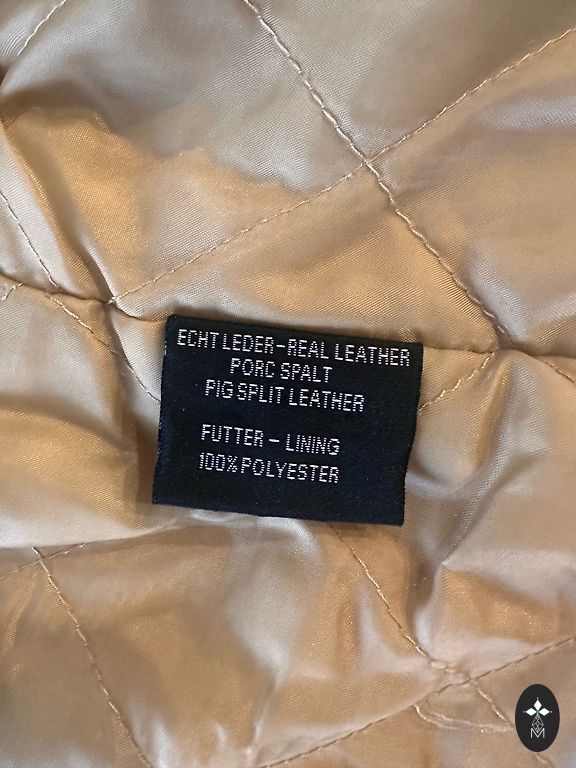 ECHT LEDER-REAL LEATHER
PORC SPALT
PIG SPLIT LEATHER
FUTTER - LINING
100% POLYESTER
M